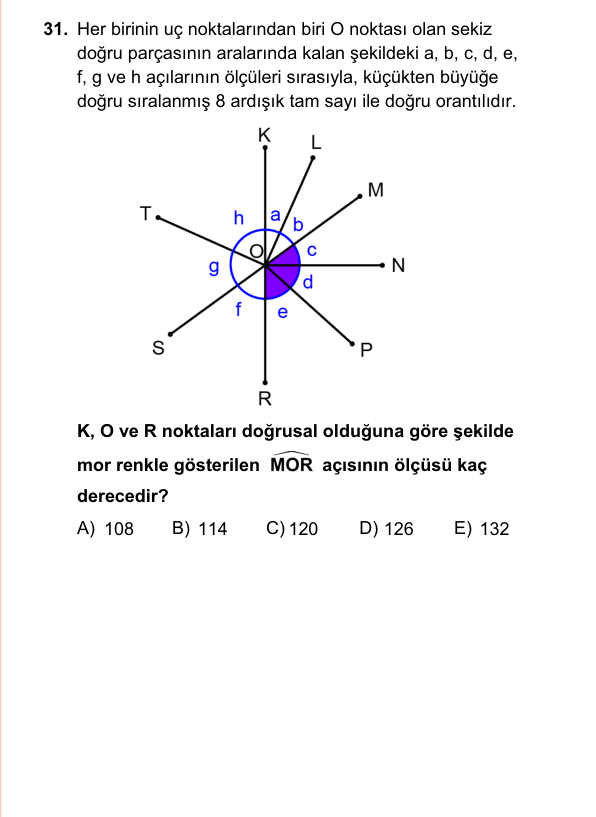 31. Her birinin uç noktalarından biri O noktası olan sekiz
doğru parçasının aralarında kalan şekildeki a, b, c, d, e,
f, g ve h açılarının ölçüleri sırasıyla, küçükten büyüğe
doğru sıralanmış 8 ardışık tam sayı ile doğru orantılıdır.
K
L
M
T
h
a
b
O
c
N
g
d
f
e
S
P
R
K, O ve R noktaları doğrusal olduğuna göre şekilde
mor renkle gösterilen MOR açısının ölçüsü kaç
derecedir?
A) 108 B) 114 C) 120 D) 126 E) 132